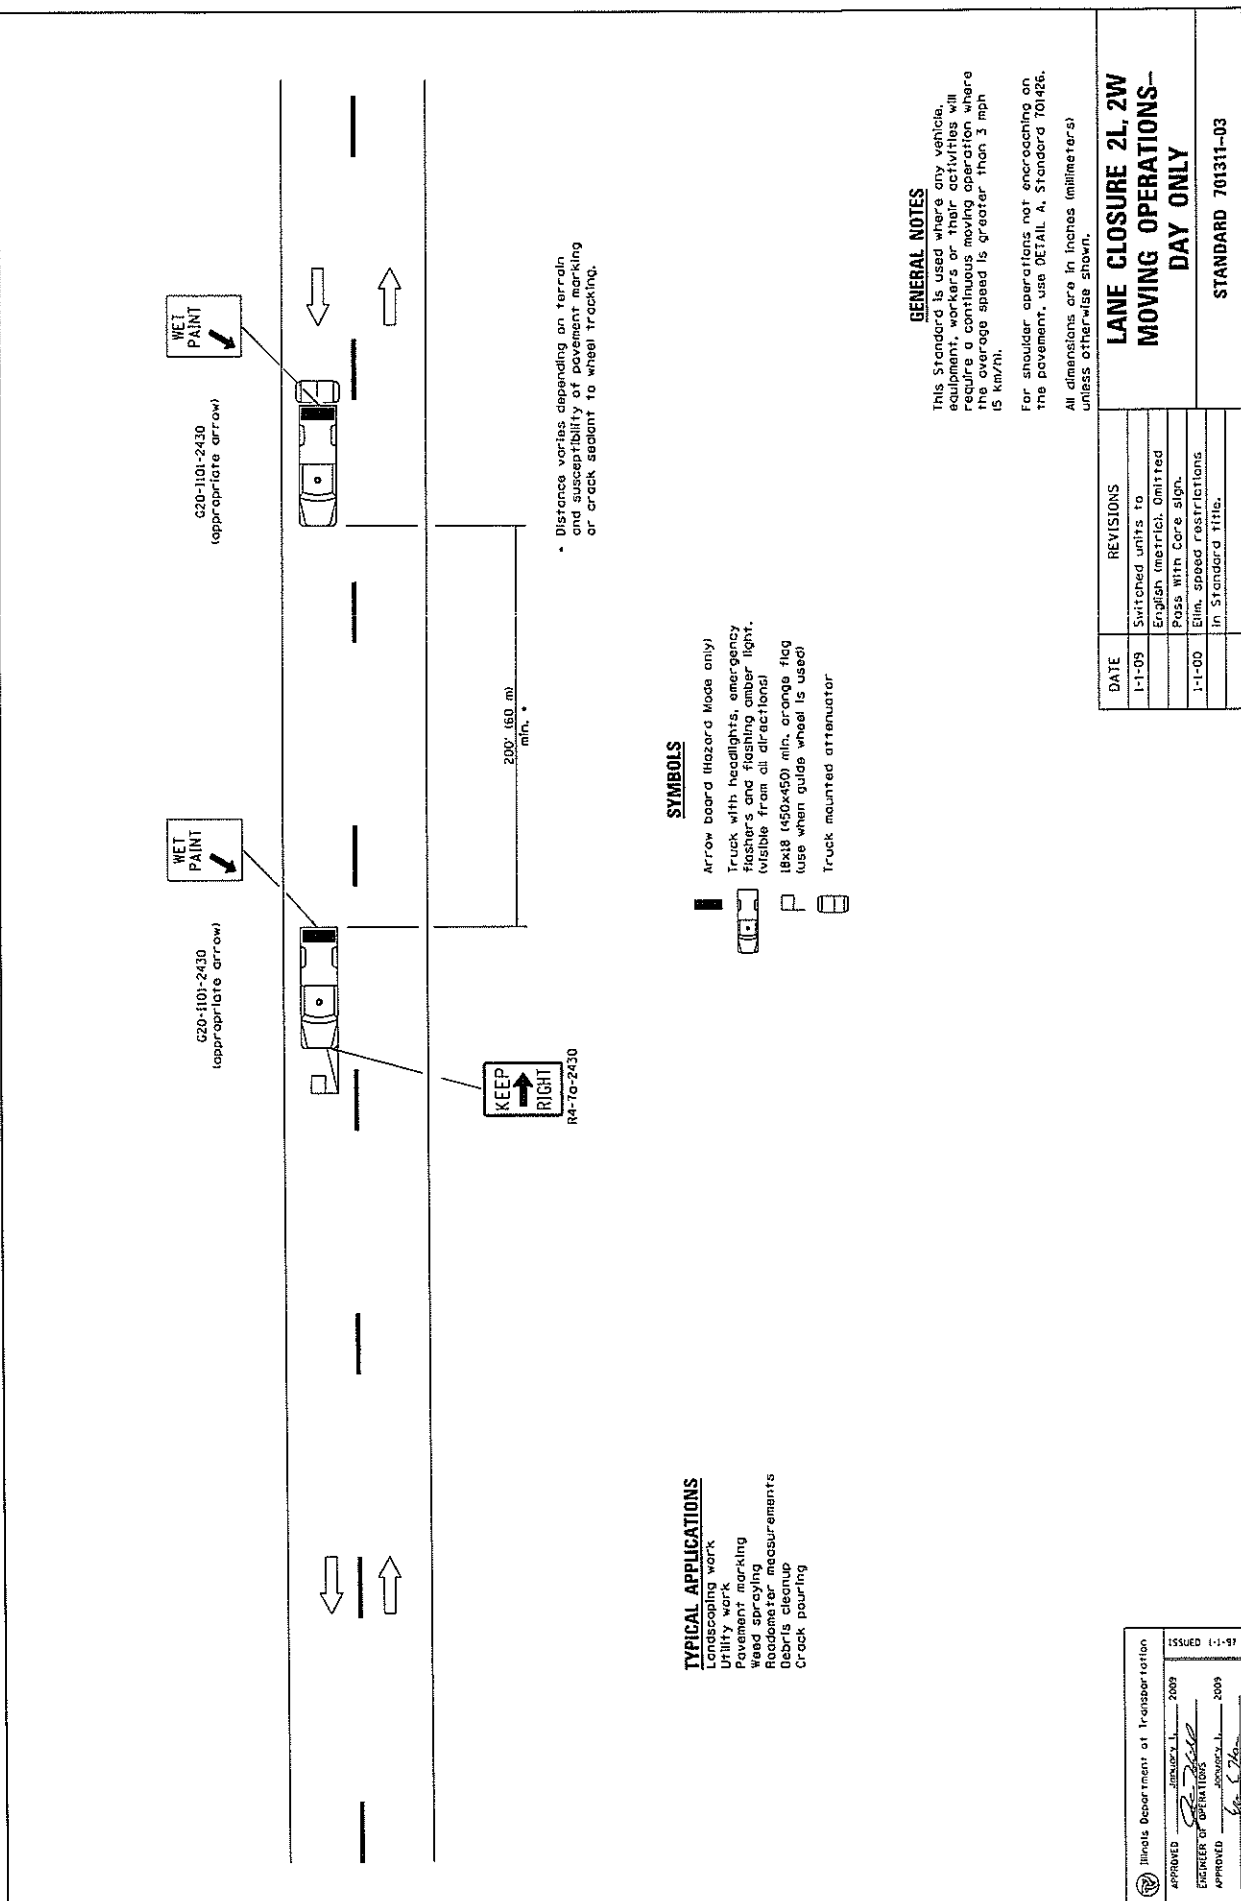 WET
PAINT
G20-I101-2430
(appropriate arrow)
WET
PAINT
G20-I101-2430
(appropriate arrow)
KEEP
RIGHT
R4-7a-2430
200' (60 m)
min. *
* Distance varies depending on terrain
and susceptibility of pavement marking
or crack sealant to wheel tracking.
TYPICAL APPLICATIONS
Landscaping work
Utility work
Pavement marking
Weed spraying
Roadometer measurements
Debris cleanup
Crack pouring
SYMBOLS
Arrow board (Hazard Mode only)
Truck with headlights, emergency
flashers and flashing amber light.
(visible from all directions)
18x18 (450x450) min. orange flag
(use when guide wheel is used)
Truck mounted attenuator
GENERAL NOTES
This Standard is used where any vehicle,
equipment, workers or their activities will
require a continuous moving operation where
the average speed is greater than 3 mph
(5 km/h).
For shoulder operations not encroaching on
the pavement, use DETAIL A, Standard 701426.
All dimensions are in inches (millimeters)
unless otherwise shown.
Illinois Department of Transportation
APPROVED January 1, 2009
ENGINEER OF OPERATIONS
APPROVED January 1, 2009
ISSUED 1-1-97
DATE REVISIONS
1-1-09 Switched units to
English (metric). Omitted
Pass With Care sign.
1-1-00 Elim. speed restrictions
in Standard title.
LANE CLOSURE 2L, 2W
MOVING OPERATIONS–
DAY ONLY
STANDARD 701311–03